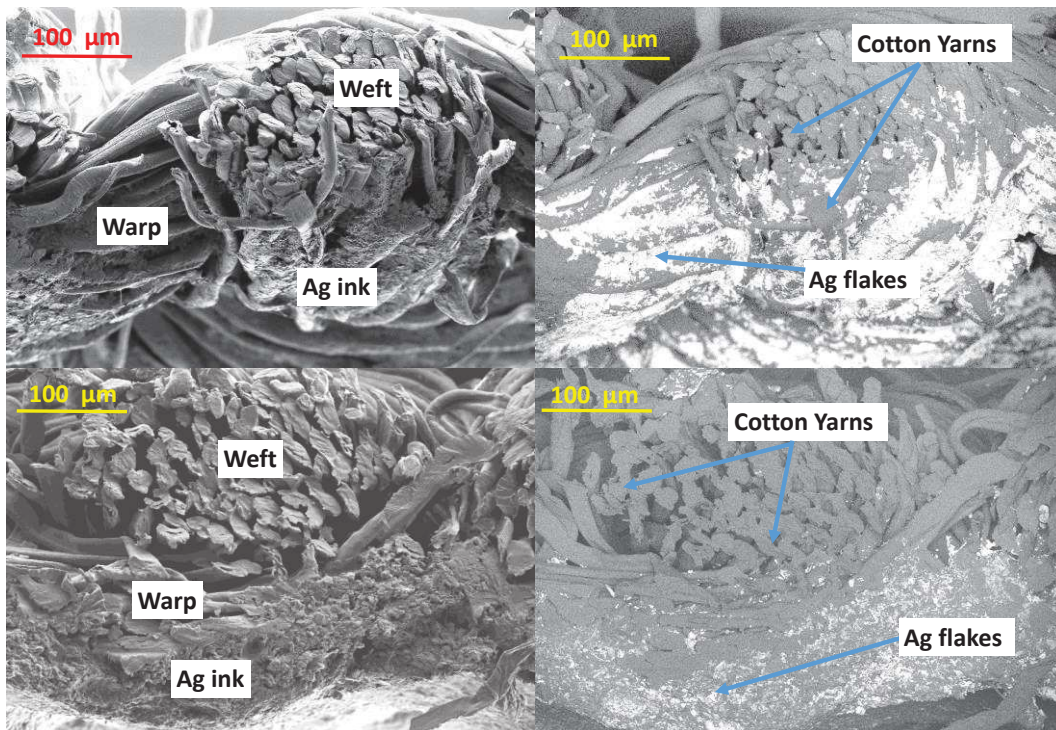 100 μm
Weft
Warp
Ag ink
100 μm
Cotton Yarns
Ag flakes
100 μm
Weft
Warp
Ag ink
100 μm
Cotton Yarns
Ag flakes